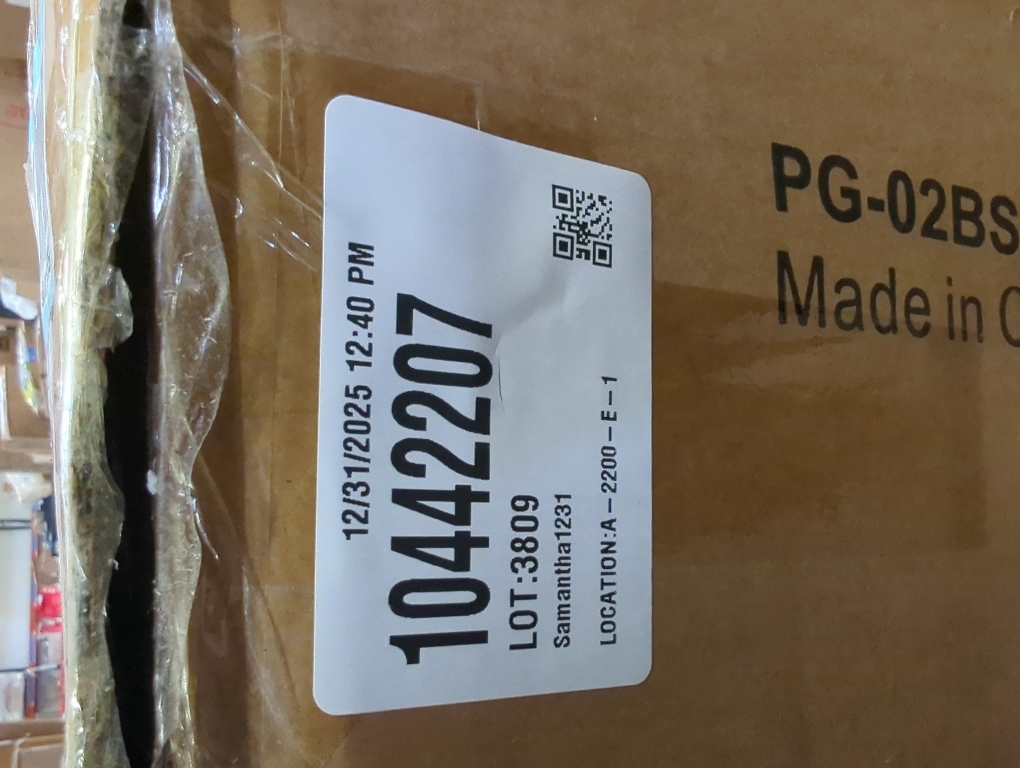 12/31/2025 12:40 PM
10442207
LOT:3809
Samantha1231
LOCATION:A-2200-E-1
PG-02BS
Made in